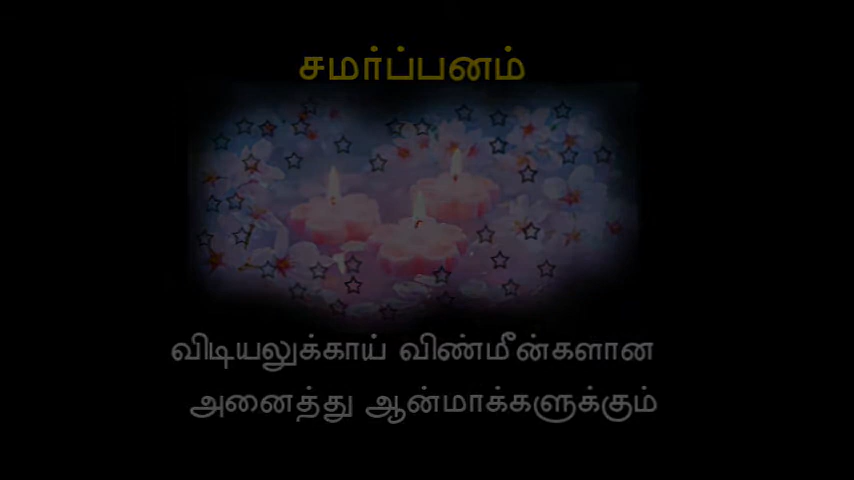 சமர்ப்பனம்
விடியலுக்காய் விண்மீன்களான
அனைத்து ஆன்மாக்களுக்கும்